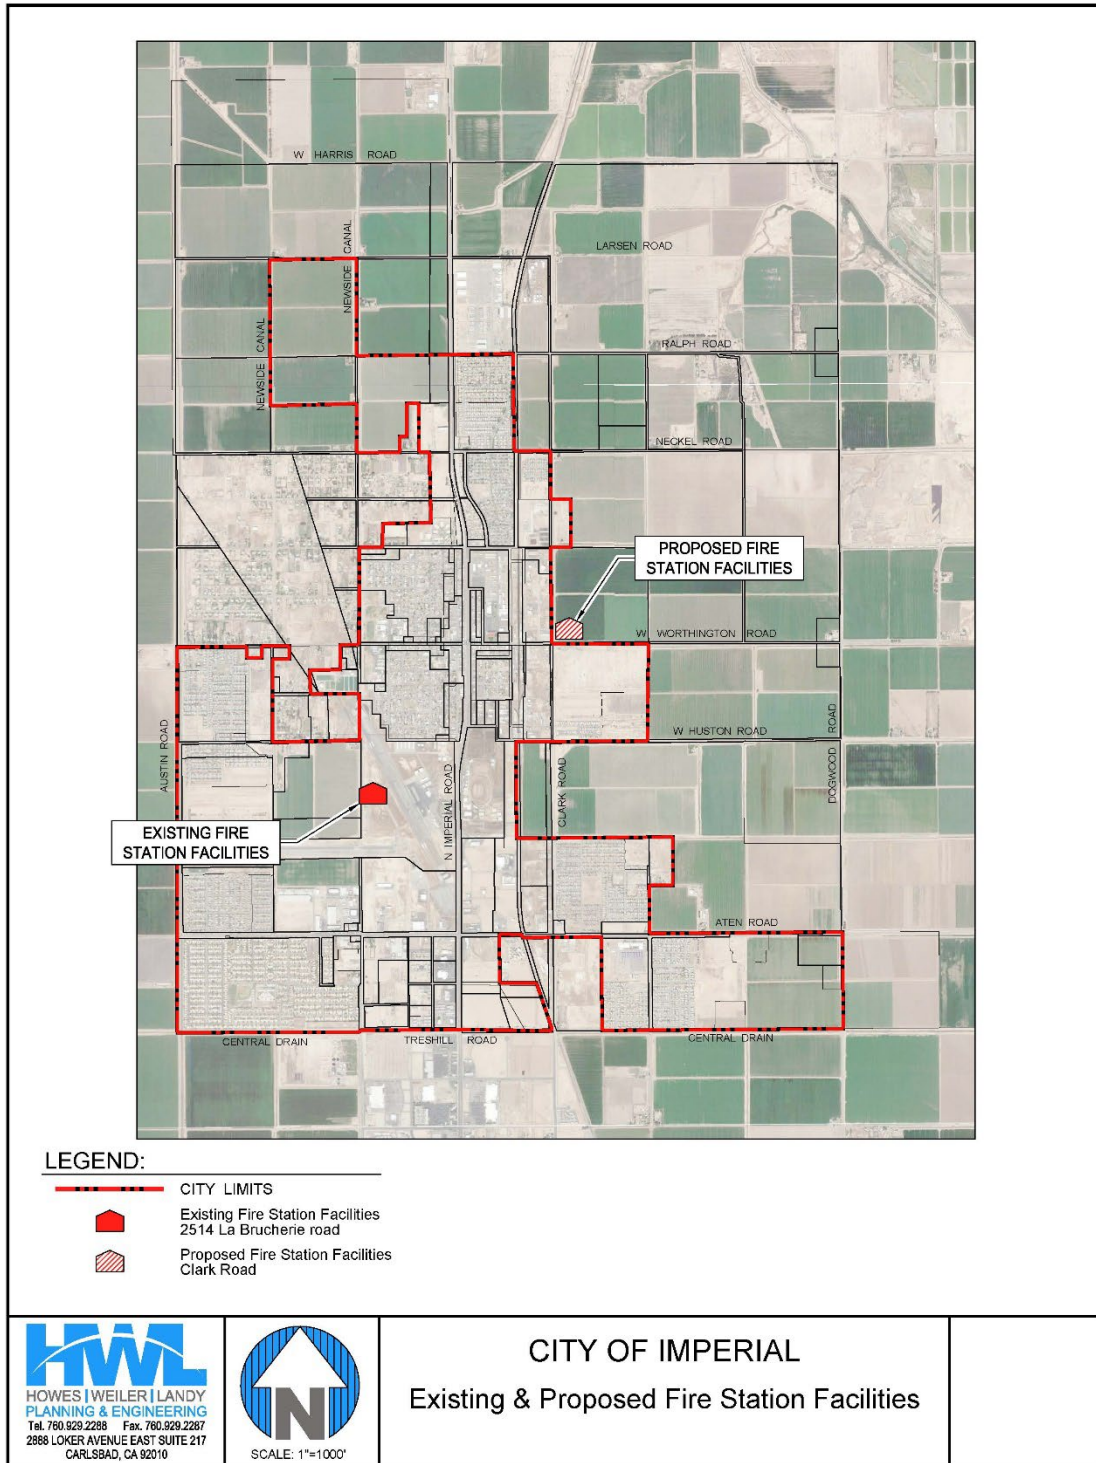 W HARRIS ROAD
NEWSIDE CANAL
LARSEN ROAD
NEWSIDE CANAL
RALPH ROAD
NECKEL ROAD
PROPOSED FIRE
STATION FACILITIES
W WORTHINGTON ROAD
AUSTIN ROAD
W HUSTON ROAD
DOGWOOD ROAD
N IMPERIAL ROAD
CLARK ROAD
EXISTING FIRE
STATION FACILITIES
ATEN ROAD
CENTRAL DRAIN
TRESHILL ROAD
CENTRAL DRAIN
LEGEND:
CITY LIMITS
Existing Fire Station Facilities
2514 La Brucherie road
Proposed Fire Station Facilities
Clark Road
HWL
HOWES | WEILER | LANDY
PLANNING & ENGINEERING
Tel. 760.929.2288 Fax. 760.929.2287
2888 LOKER AVENUE EAST SUITE 217
CARLSBAD, CA 92010
N
SCALE: 1"=1000'
CITY OF IMPERIAL
Existing & Proposed Fire Station Facilities